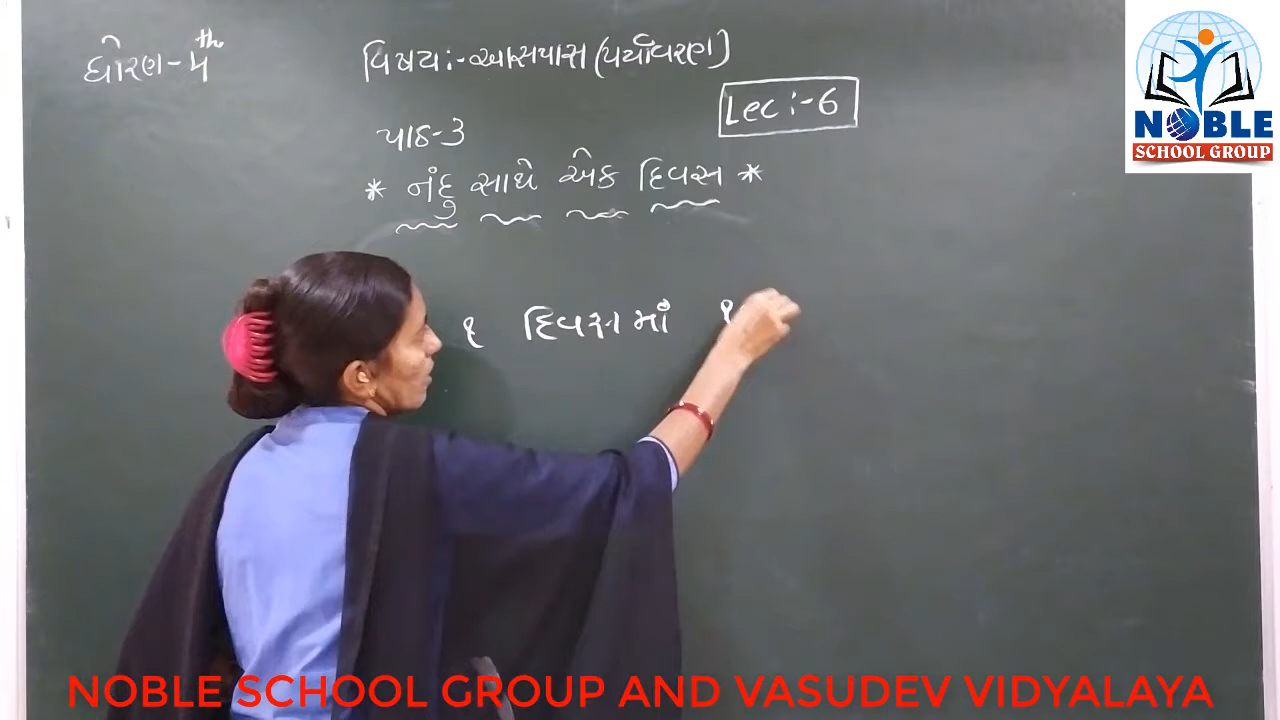 ધોરણ-૫th
વિષય:-આસપાસ (પર્યાવરણ)
Lec:-6
પાઠ-૩
* નંદુ સાથે એક દિવસ *
૧ દિવસ માં ૧
NOBLE
SCHOOL GROUP
NOBLE SCHOOL GROUP AND VASUDEV VIDYALAYA